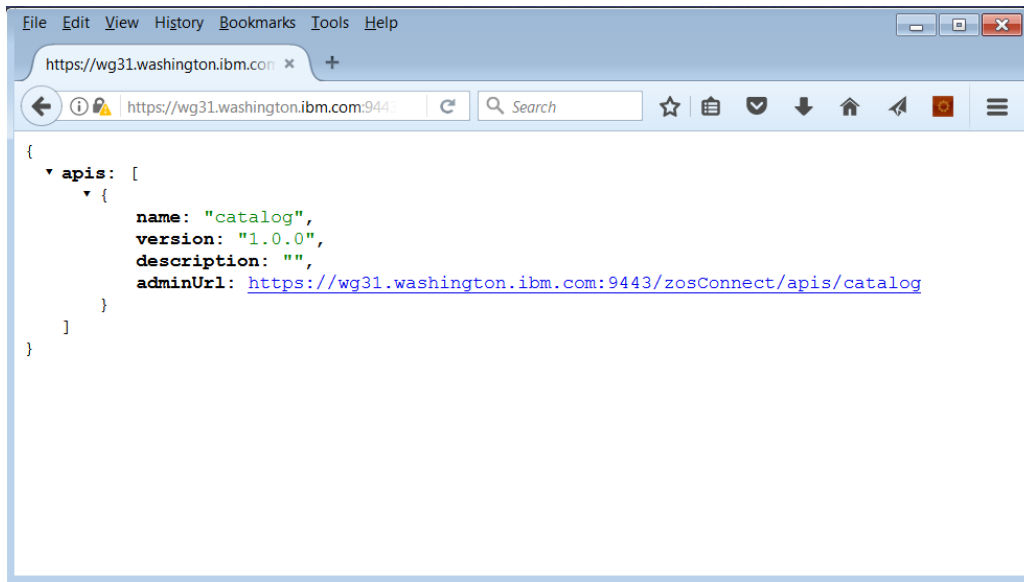 File Edit View History Bookmarks Tools Help
https://wg31.washington.ibm.con
https://wg31.washington.ibm.com:944
Search
{
apis: [
{
name: "catalog",
version: "1.0.0",
description: "",
adminUrl: https://wg31.washington.ibm.com:9443/zosConnect/apis/catalog
}
]
}